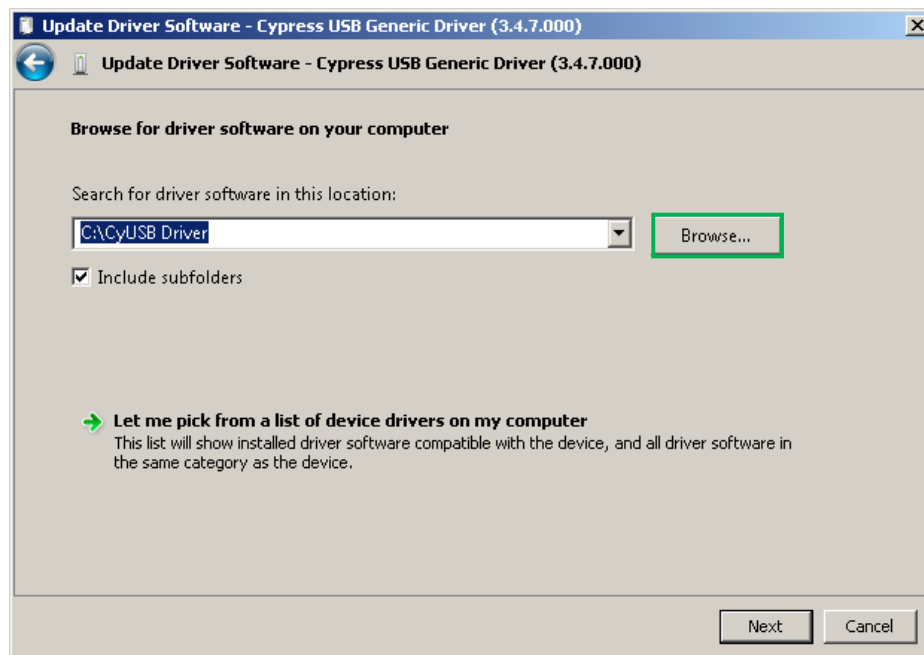 Update Driver Software - Cypress USB Generic Driver (3.4.7.000)
Update Driver Software - Cypress USB Generic Driver (3.4.7.000)
Browse for driver software on your computer
Search for driver software in this location:
C:\CyUSB Driver
Browse...
Include subfolders
Let me pick from a list of device drivers on my computer
This list will show installed driver software compatible with the device, and all driver software in
the same category as the device.
Next
Cancel